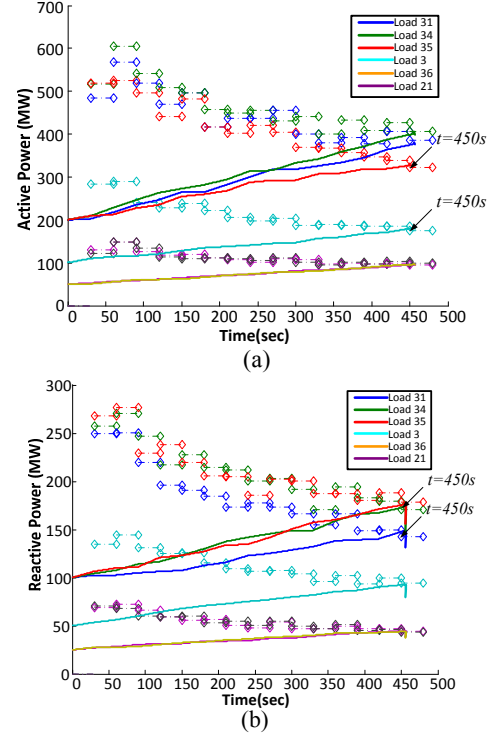 (a)
700
600
500
400
300
200
100
0
Active Power (MW)
Load 31
Load 34
Load 35
Load 3
Load 36
Load 21
t=450s
t=450s
0 50 100 150 200 250 300 350 400 450 500
Time(sec)
(a)
300
250
200
150
100
50
0
Reactive Power (MW)
Load 31
Load 34
Load 35
Load 3
Load 36
Load 21
t=450s
t=450s
0 50 100 150 200 250 300 350 400 450 500
Time(sec)
(b)